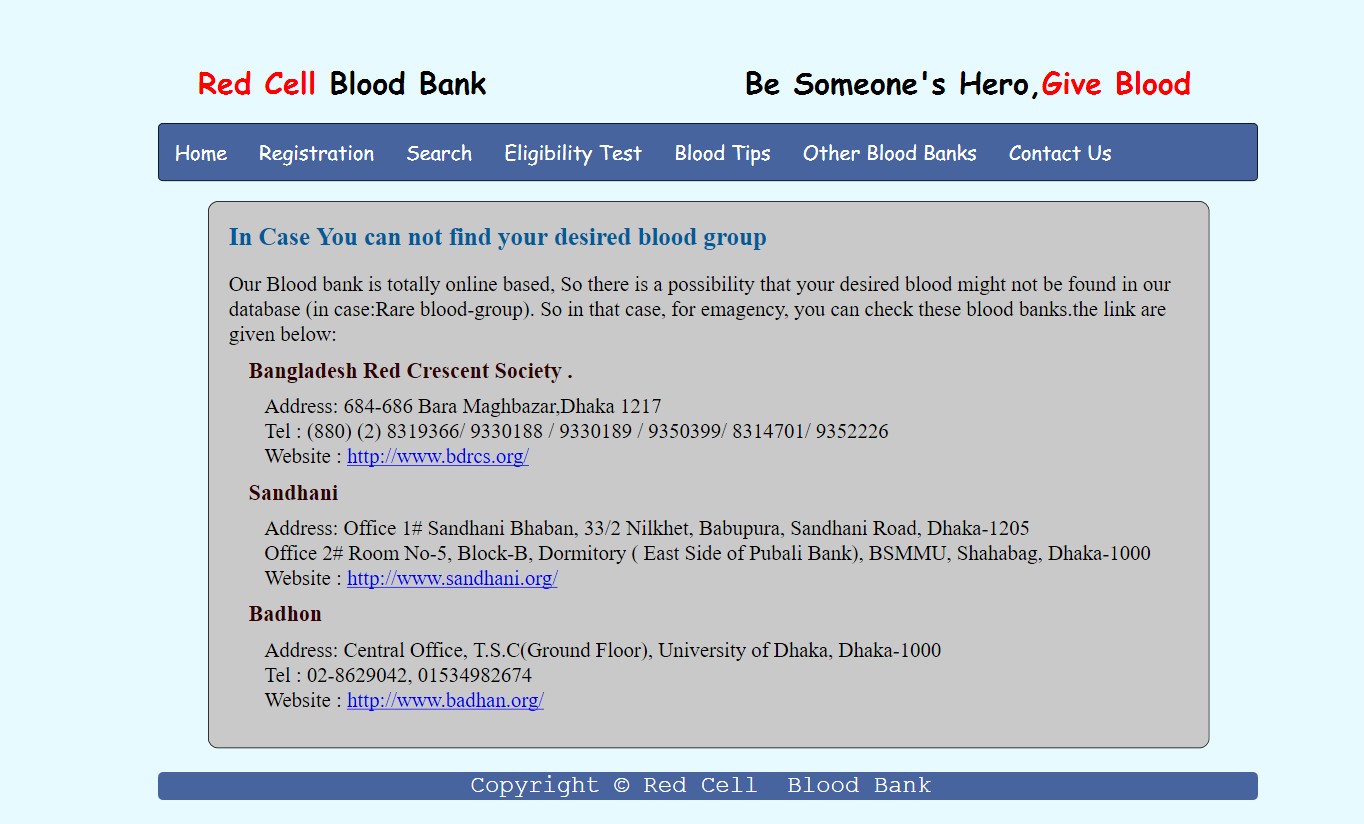 Red Cell Blood Bank
Be Someone's Hero,Give Blood
Home Registration Search Eligibility Test Blood Tips Other Blood Banks Contact Us
In Case You can not find your desired blood group
Our Blood bank is totally online based, So there is a possibility that your desired blood might not be found in our
database (in case:Rare blood-group). So in that case, for emagency, you can check these blood banks.the link are
given below:
Bangladesh Red Crescent Society .
Address: 684-686 Bara Maghbazar,Dhaka 1217
Tel : (880) (2) 8319366/ 9330188 / 9330189 / 9350399/ 8314701/ 9352226
Website : http://www.bdrcs.org/
Sandhani
Address: Office 1# Sandhani Bhaban, 33/2 Nilkhet, Babupura, Sandhani Road, Dhaka-1205
Office 2# Room No-5, Block-B, Dormitory ( East Side of Pubali Bank), BSMMU, Shahabag, Dhaka-1000
Website : http://www.sandhani.org/
Badhon
Address: Central Office, T.S.C(Ground Floor), University of Dhaka, Dhaka-1000
Tel : 02-8629042, 01534982674
Website : http://www.badhan.org/
Copyright © Red Cell  Blood Bank